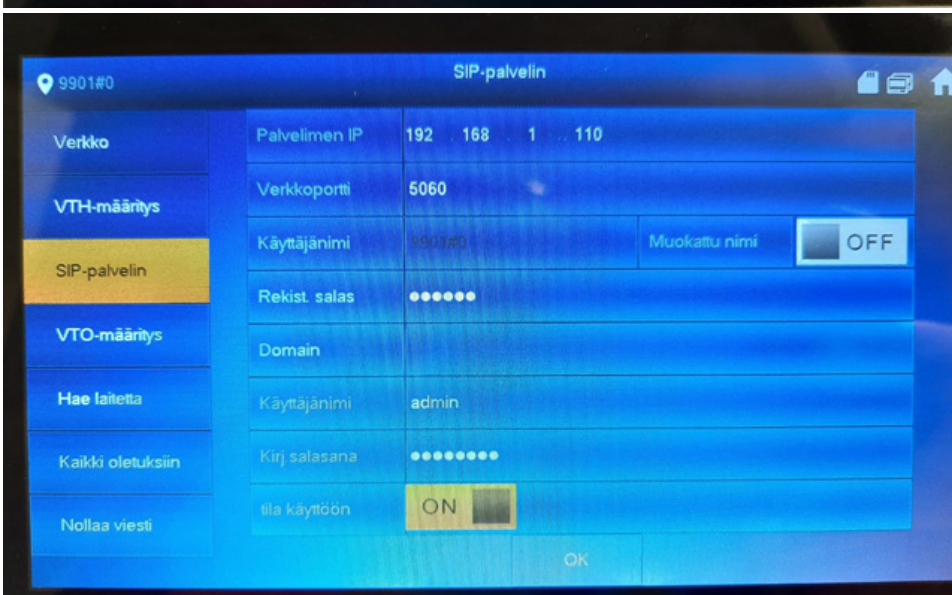 9901#0
SIP-palvelin
Verkko
VTH-määritys
SIP-palvelin
VTO-määritys
Hae laitetta
Kaikki oletuksiin
Nollaa viesti
Palvelimen IP 192 . 168 . 1 . 110
Verkkoportti 5060
Käyttäjänimi 9901#0 Muokattu nimi OFF
Rekist. salas ●●●●●●
Domain
Käyttäjänimi admin
Kirj salasana ●●●●●●●●
tila käyttöön ON
OK